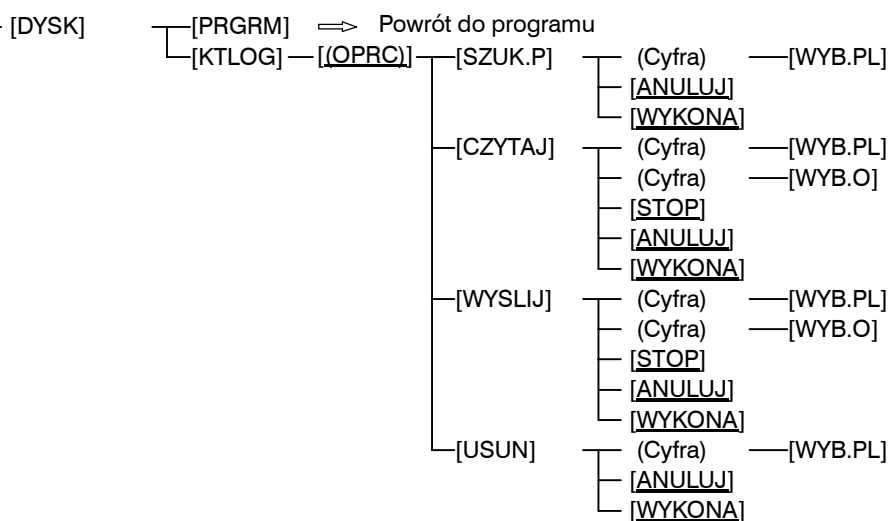 [DYSK] [PRGRM] Powrót do programu
[KTLOG] [(OPRC)] [SZUK.P] (Cyfra) [WYB.PL]
[ANULUJ]
[WYKONA]
[CZYTAJ] (Cyfra) [WYB.PL]
(Cyfra) [WYB.O]
[STOP]
[ANULUJ]
[WYKONA]
[WYSLIJ] (Cyfra) [WYB.PL]
(Cyfra) [WYB.O]
[STOP]
[ANULUJ]
[WYKONA]
[USUN] (Cyfra) [WYB.PL]
[ANULUJ]
[WYKONA]